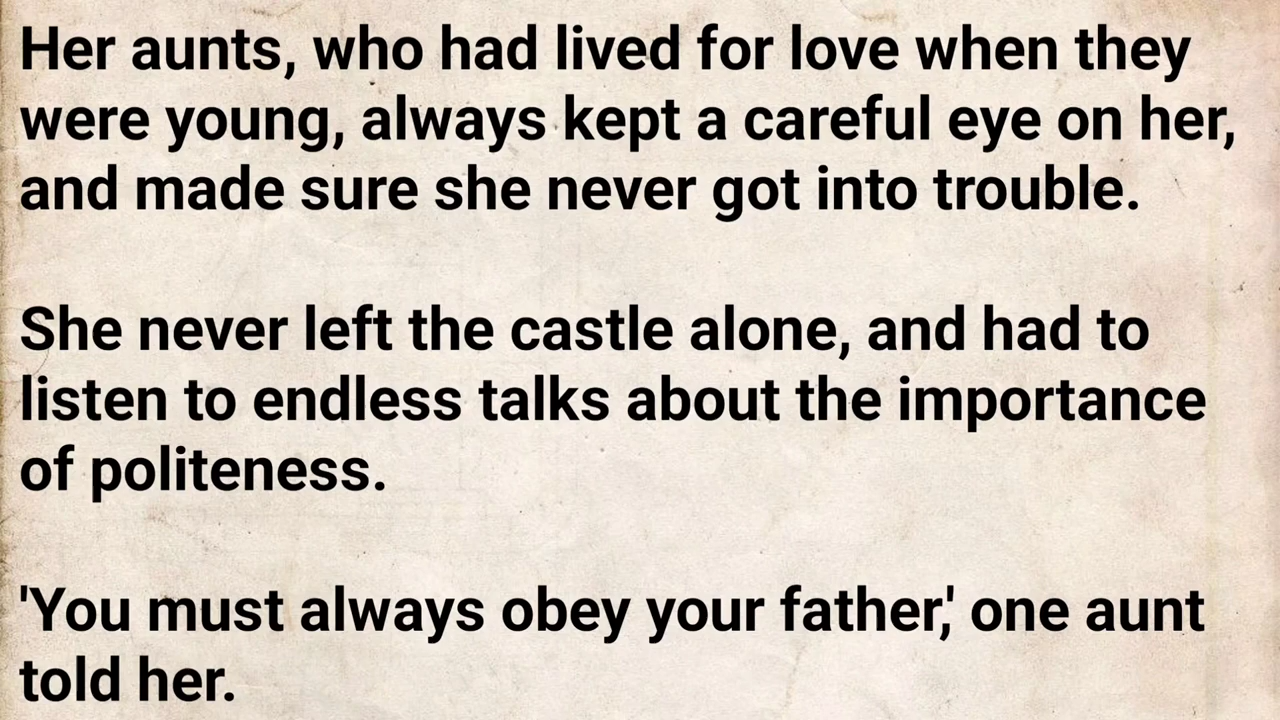 Her aunts, who had lived for love when they
were young, always kept a careful eye on her,
and made sure she never got into trouble.
She never left the castle alone, and had to
listen to endless talks about the importance
of politeness.
'You must always obey your father,' one aunt
told her.